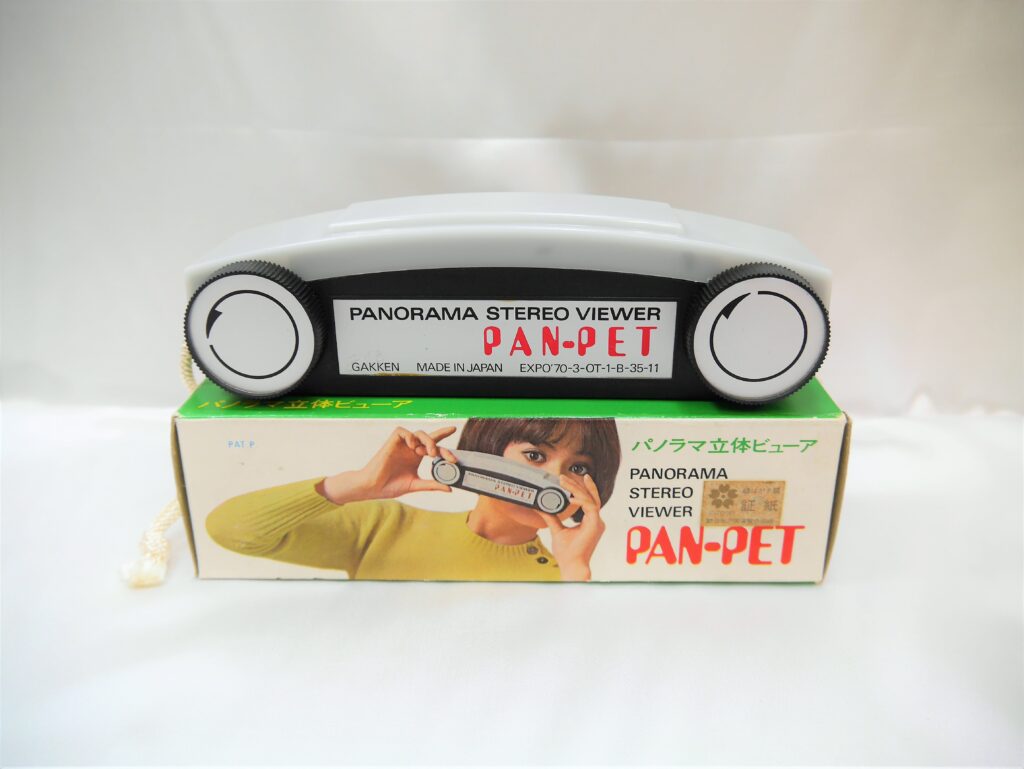 PANORAMA STEREO VIEWER
PAN-PET
GAKKEN MADE IN JAPAN EXPO'70-3-OT-1-B-35-11
パノラマ立体ビューア
PAT P
PANORAMA STEREO VIEWER
PAN-PET
パノラマ立体ビューア
PANORAMA
STEREO
VIEWER
証紙
PAN-PET